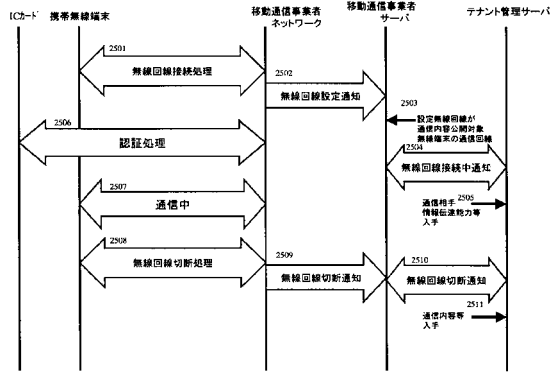 ICカード
携帯無線端末
移動通信事業者
ネットワーク
移動通信事業者
サーバ
テナント管理サーバ
2501
無線回線接続処理
2502
無線回線設定通知
2503
設定無線回線が
通信内容公開対象
無線端末の通信回線
2506
認証処理
2504
無線回線接続中通知
2507
通信中
通信相手 2505
情報伝達能力等
入手
2508
無線回線切断処理
2509
無線回線切断通知
2510
無線回線切断通知
2511
通信内容等
入手